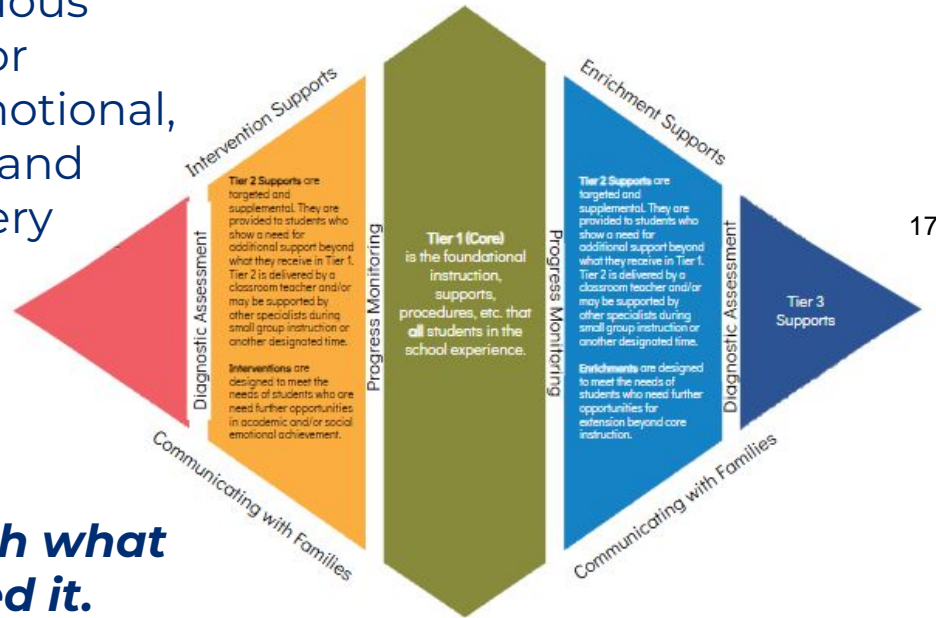 ious
or
notional,
and
ery
h what
ed it.
Intervention Supports
Communicating with Families
Diagnostic Assessment
Tier 2 Supports are
targeted and
supplemental. They are
provided to students who
show a need for
additional support beyond
what they receive in Tier 1.
Tier 2 is delivered by a
classroom teacher and/or
may be supported by
other specialists during
small group instruction or
another designated time.
Interventions are
designed to meet the
needs of students who are
need further opportunities
in academic and/or social
emotional achievement.
Progress Monitoring
Tier 1 (Core)
is the foundational
instruction,
supports,
procedures, etc. that
all students in the
school experience.
Progress Monitoring
Enrichment Supports
Tier 2 Supports are
targeted and
supplemental. They are
provided to students who
show a need for
additional support beyond
what they receive in Tier 1.
Tier 2 is delivered by a
classroom teacher and/or
may be supported by
other specialists during
small group instruction or
another designated time.
Enrichments are designed
to meet the needs of
students who need further
opportunities for
extension beyond core
instruction.
Diagnostic Assessment
Communicating with Families
Tier 3
Supports
17